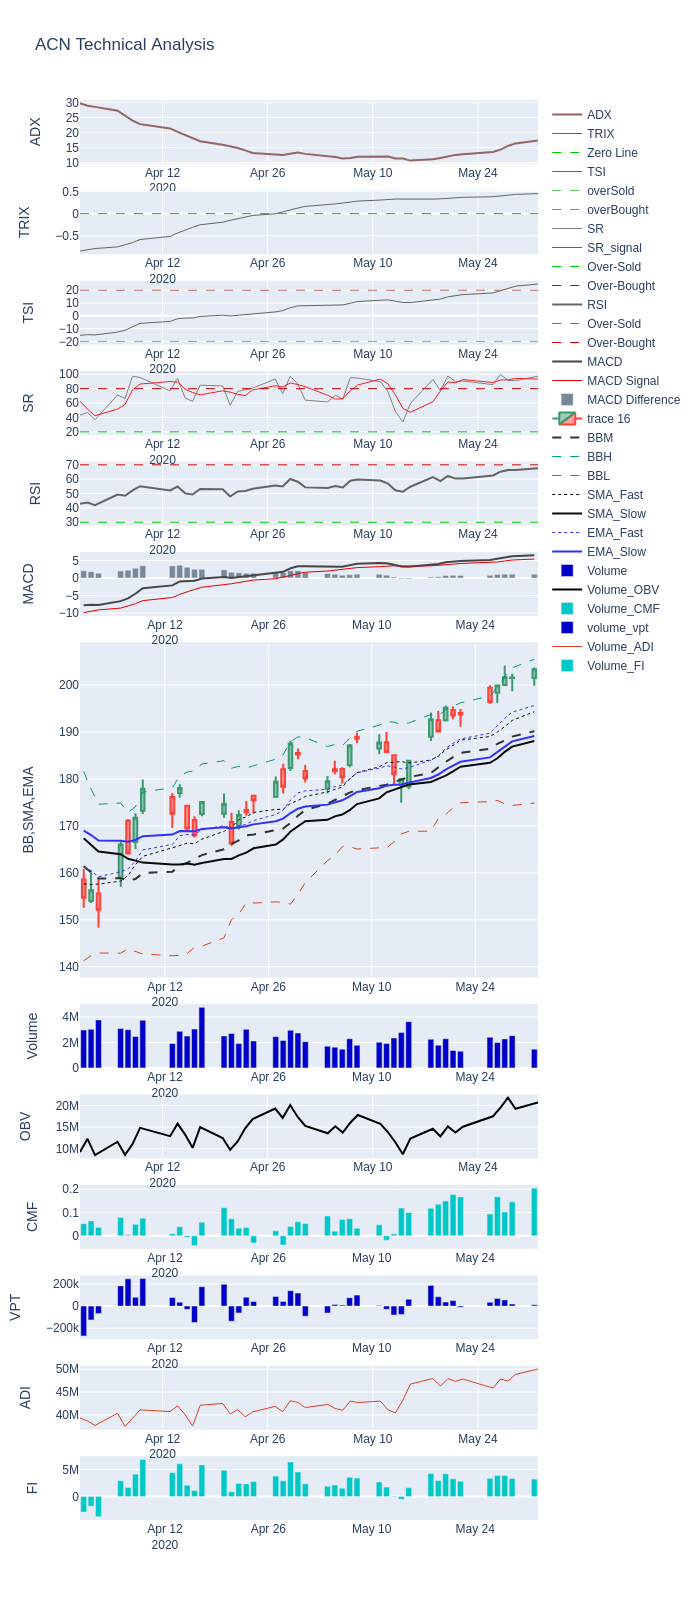 ACN Technical Analysis
30
25
20
15
10
ADX
Apr 12
2020
Apr 26
May 10
May 24
0.5
0
−0.5
TRIX
Apr 12
2020
Apr 26
May 10
May 24
20
10
0
−10
−20
TSI
Apr 12
2020
Apr 26
May 10
May 24
100
80
60
40
20
SR
Apr 12
2020
Apr 26
May 10
May 24
70
60
50
40
30
RSI
Apr 12
2020
Apr 26
May 10
May 24
5
0
−5
−10
MACD
Apr 12
2020
Apr 26
May 10
May 24
200
190
180
170
160
150
140
BB,SMA,EMA
Apr 12
2020
Apr 26
May 10
May 24
4M
2M
0
Volume
Apr 12
2020
Apr 26
May 10
May 24
20M
15M
10M
OBV
Apr 12
2020
Apr 26
May 10
May 24
0.2
0.1
0
CMF
Apr 12
2020
Apr 26
May 10
May 24
200k
0
−200k
VPT
Apr 12
2020
Apr 26
May 10
May 24
50M
45M
40M
ADI
Apr 12
2020
Apr 26
May 10
May 24
5M
0
FI
Apr 12
2020
Apr 26
May 10
May 24
ADX
TRIX
Zero Line
TSI
overSold
overBought
SR
SR_signal
Over-Sold
Over-Bought
RSI
Over-Sold
Over-Bought
MACD
MACD Signal
MACD Difference
trace 16
BBM
BBH
BBL
SMA_Fast
SMA_Slow
EMA_Fast
EMA_Slow
Volume
Volume_OBV
Volume_CMF
volume_vpt
Volume_ADI
Volume_FI